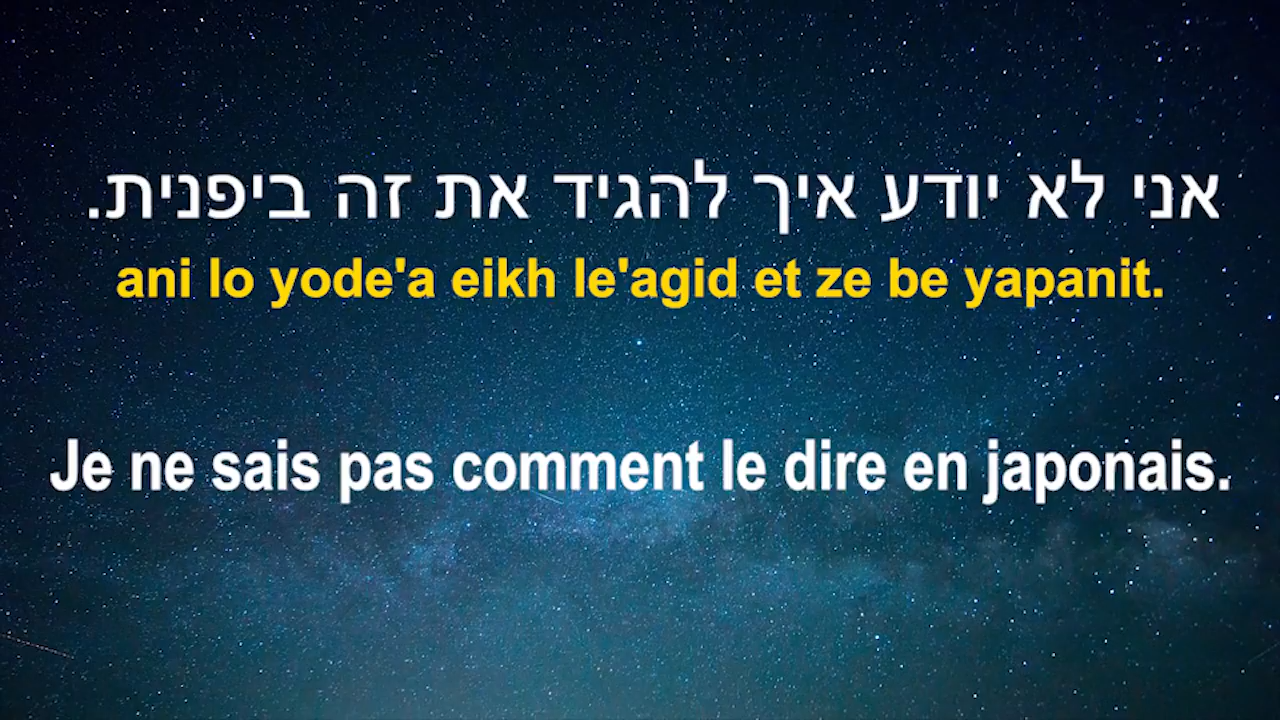 אני לא יודע איך להגיד את זה ביפנית.
ani lo yode'a eikh le'agid et ze be yapanit.
Je ne sais pas comment le dire en japonais.